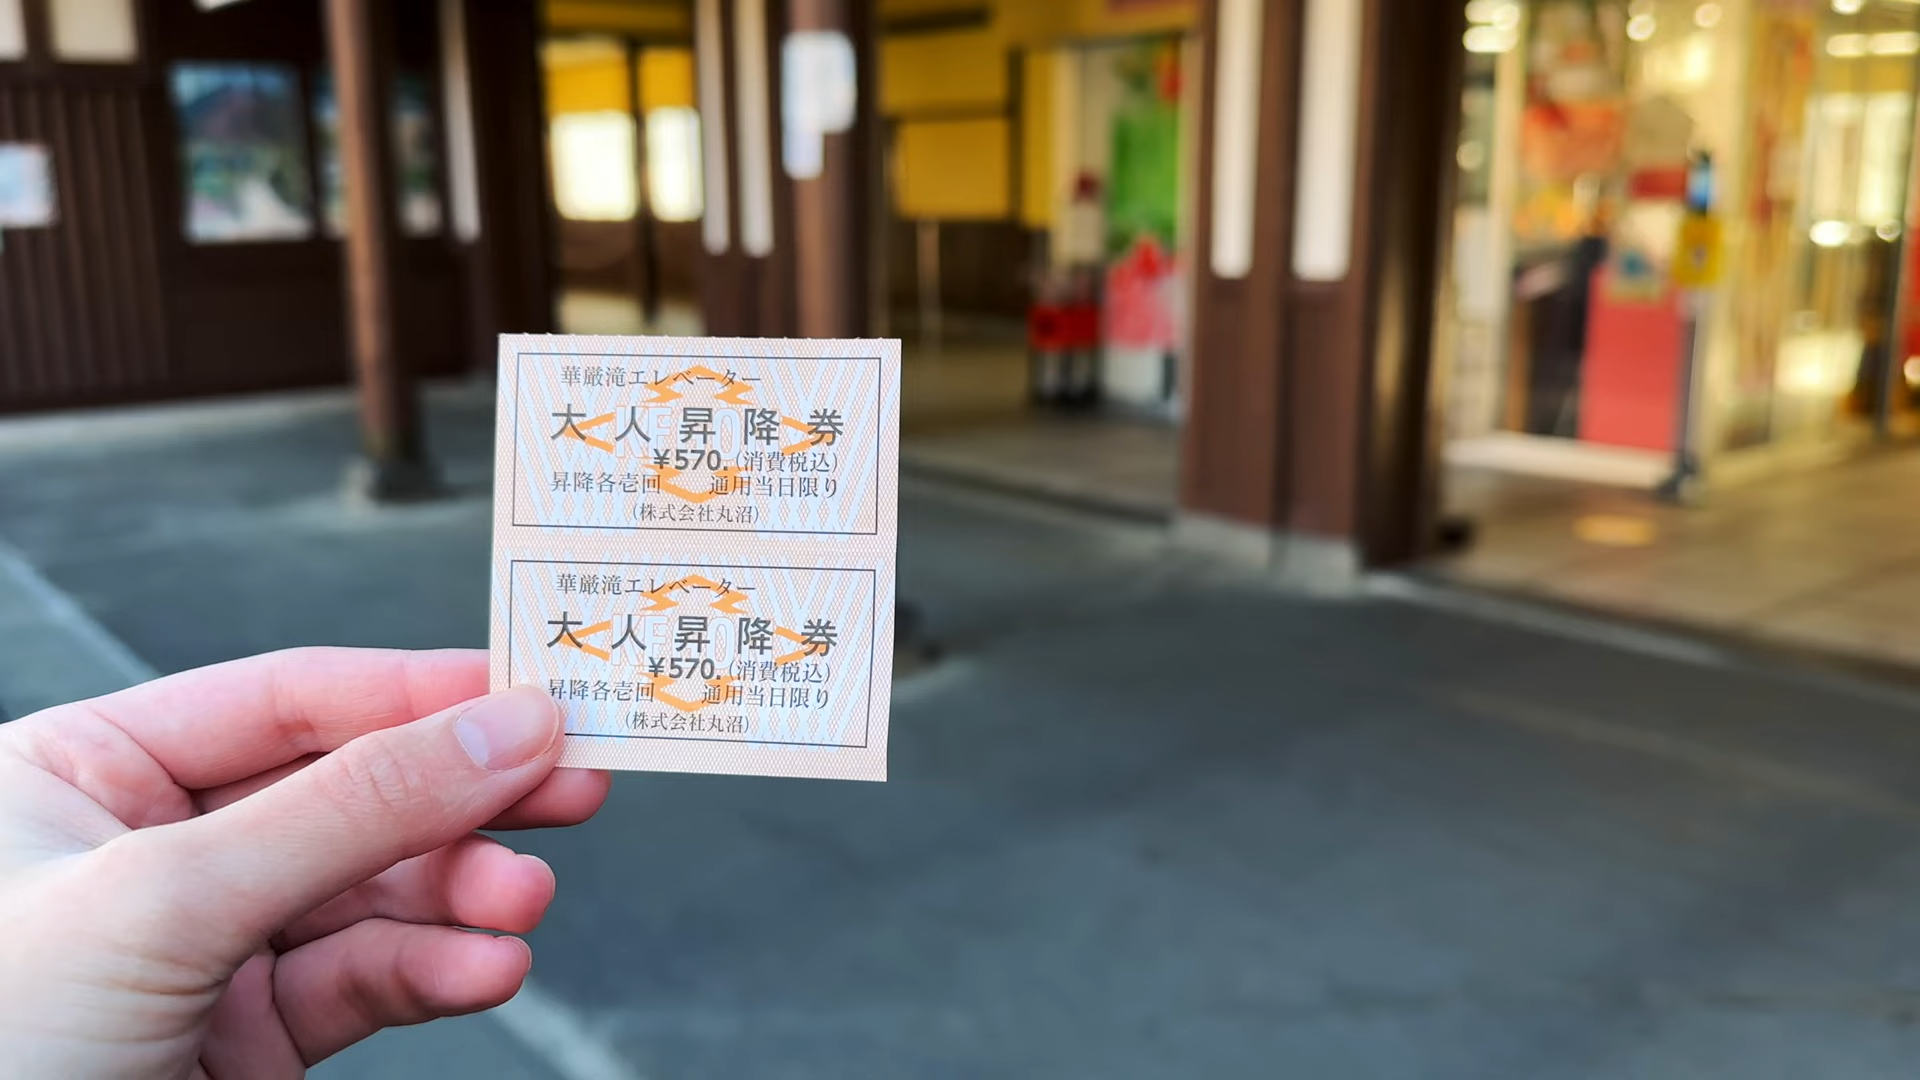 華厳滝エレベーター
大人昇降券
¥570.(消費税込)
昇降各壱回 通用当日限り
(株式会社丸沼)
華厳滝エレベーター
大人昇降券
¥570.(消費税込)
昇降各壱回 通用当日限り
(株式会社丸沼)